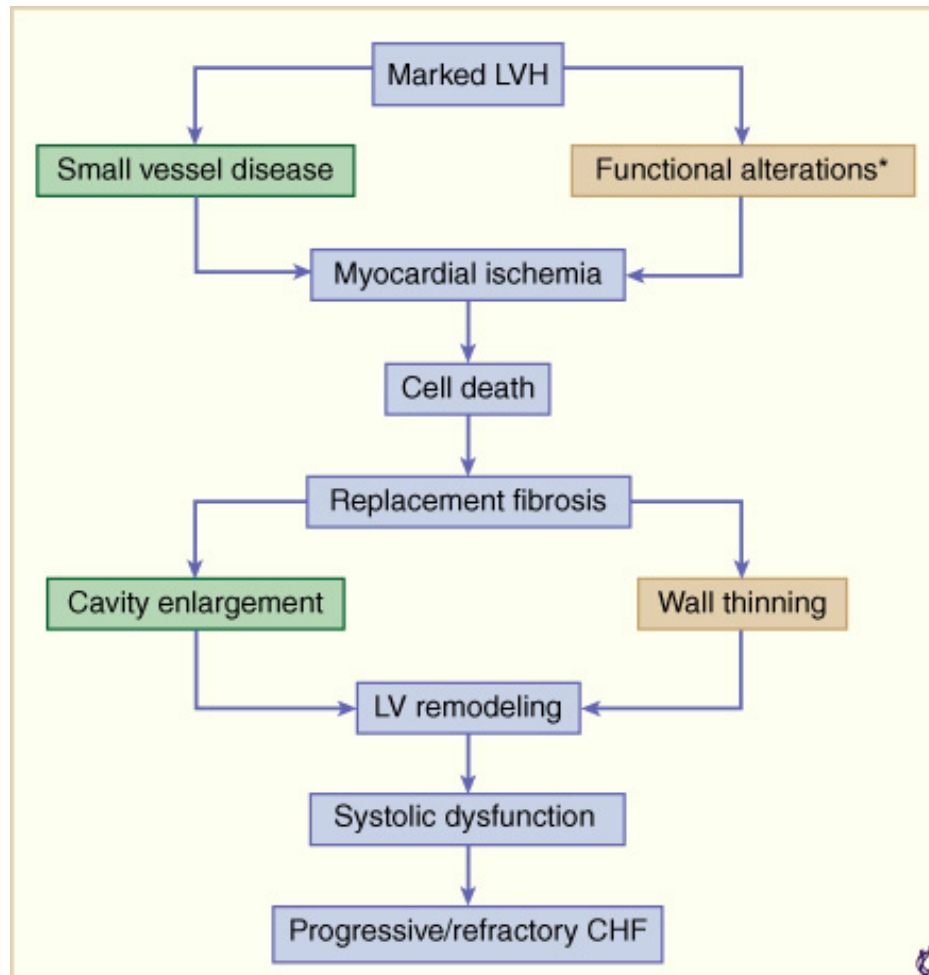 Marked LVH
Small vessel disease
Functional alterations*
Myocardial ischemia
Cell death
Replacement fibrosis
Cavity enlargement
Wall thinning
LV remodeling
Systolic dysfunction
Progressive/refractory CHF